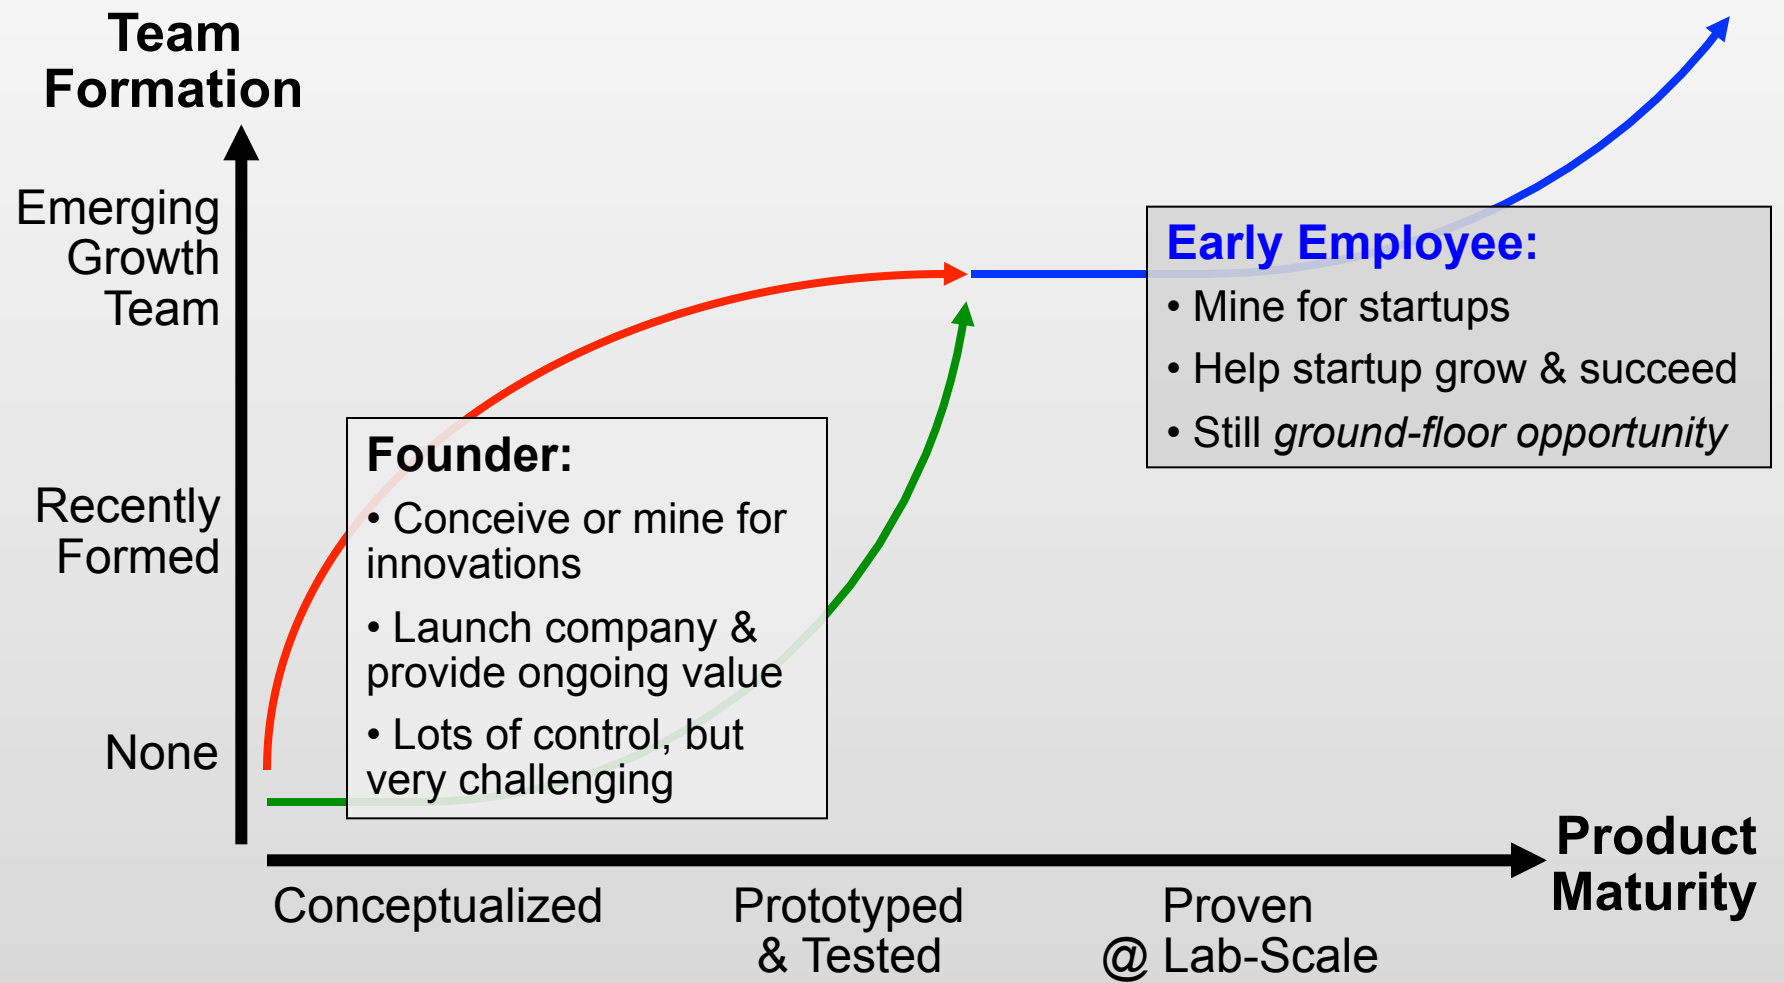 Team
Formation
Emerging
Growth
Team
Recently
Formed
None
Founder:
• Conceive or mine for
innovations
• Launch company &
provide ongoing value
• Lots of control, but
very challenging
Early Employee:
• Mine for startups
• Help startup grow & succeed
• Still ground-floor opportunity
Conceptualized
Prototyped
& Tested
Proven
@ Lab-Scale
Product
Maturity